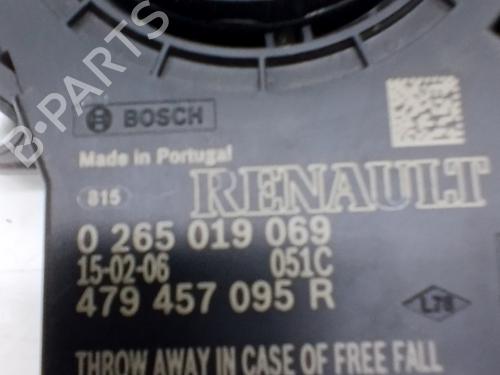 B-PARTS
BOSCH
Made in Portugal
815
RENAULT
0 265 019 069
15-02-06 051C
479 457 095 R
THROW AWAY IN CASE OF FREE FALL